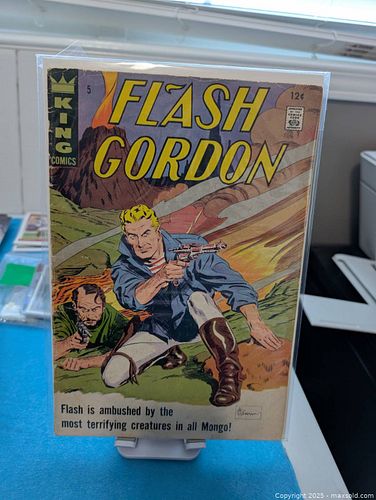 KING
COMICS
5
12¢
FLASH
GORDON
Flash is ambushed by the
most terrifying creatures in all Mongo!
Copyright 2025 - maxsold.com